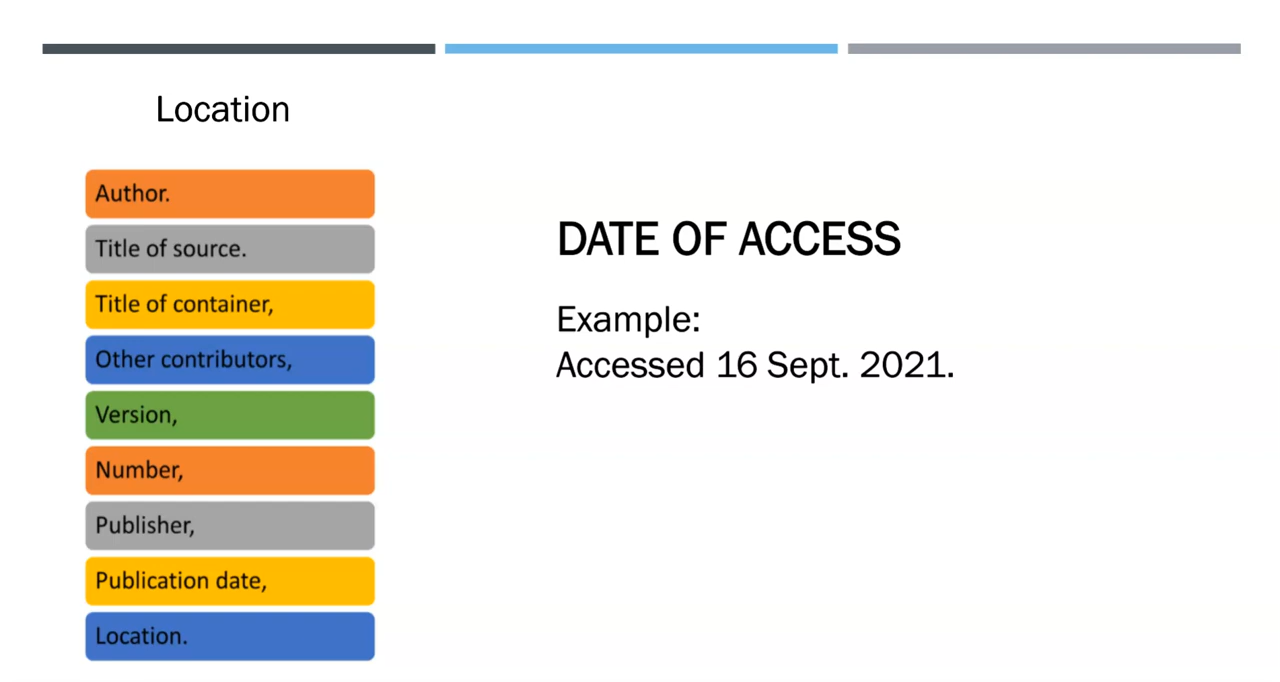 Location
Author.
Title of source.
Title of container,
Other contributors,
Version,
Number,
Publisher,
Publication date,
Location.
DATE OF ACCESS
Example:
Accessed 16 Sept. 2021.